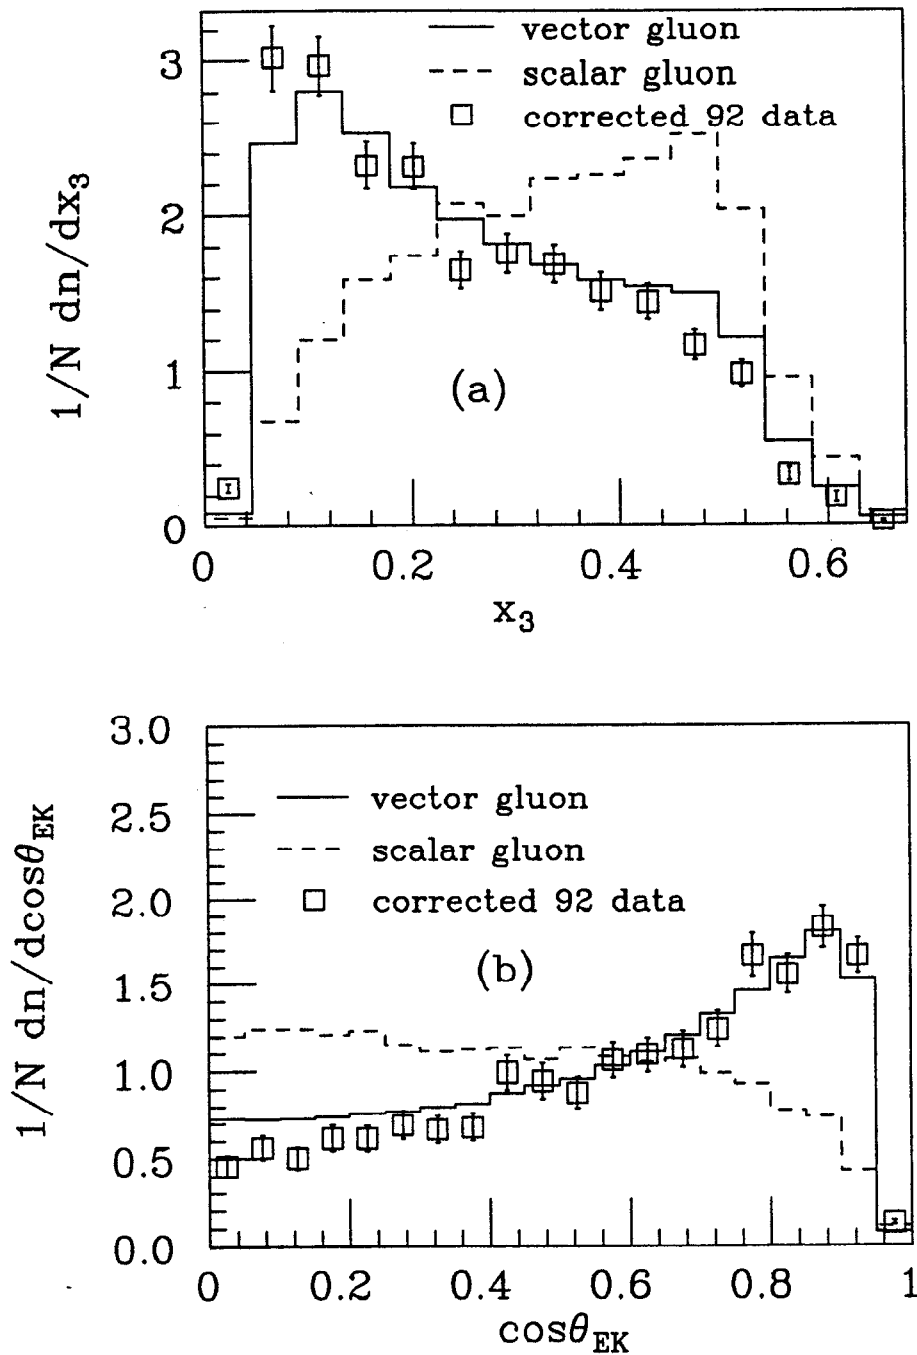 vector gluon
scalar gluon
corrected 92 data
3
2
1
0
1/N dn/dx₃
(a)
0 0.2 0.4 0.6
x₃
3.0
2.5
2.0
1.5
1.0
0.5
0.0
1/N dn/dcosθ_EK
vector gluon
scalar gluon
corrected 92 data
(b)
0 0.2 0.4 0.6 0.8 1
cosθ_EK